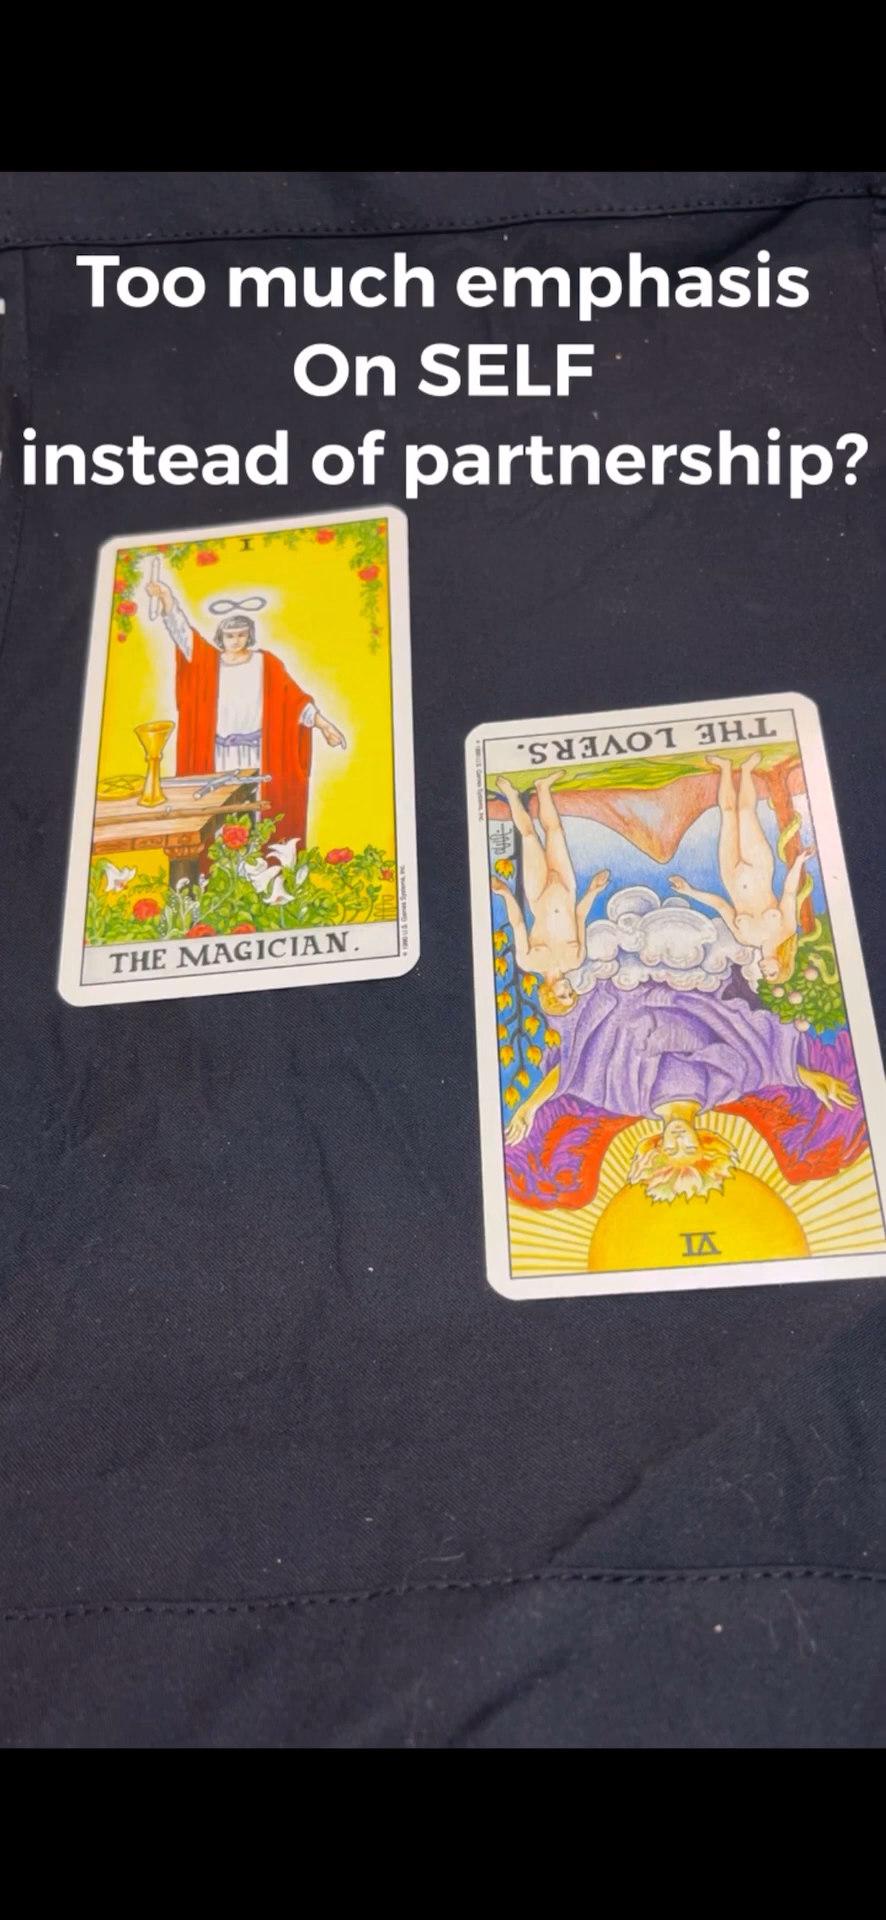 Too much emphasis
On SELF
instead of partnership?
I
THE MAGICIAN.
THE LOVERS.
VI